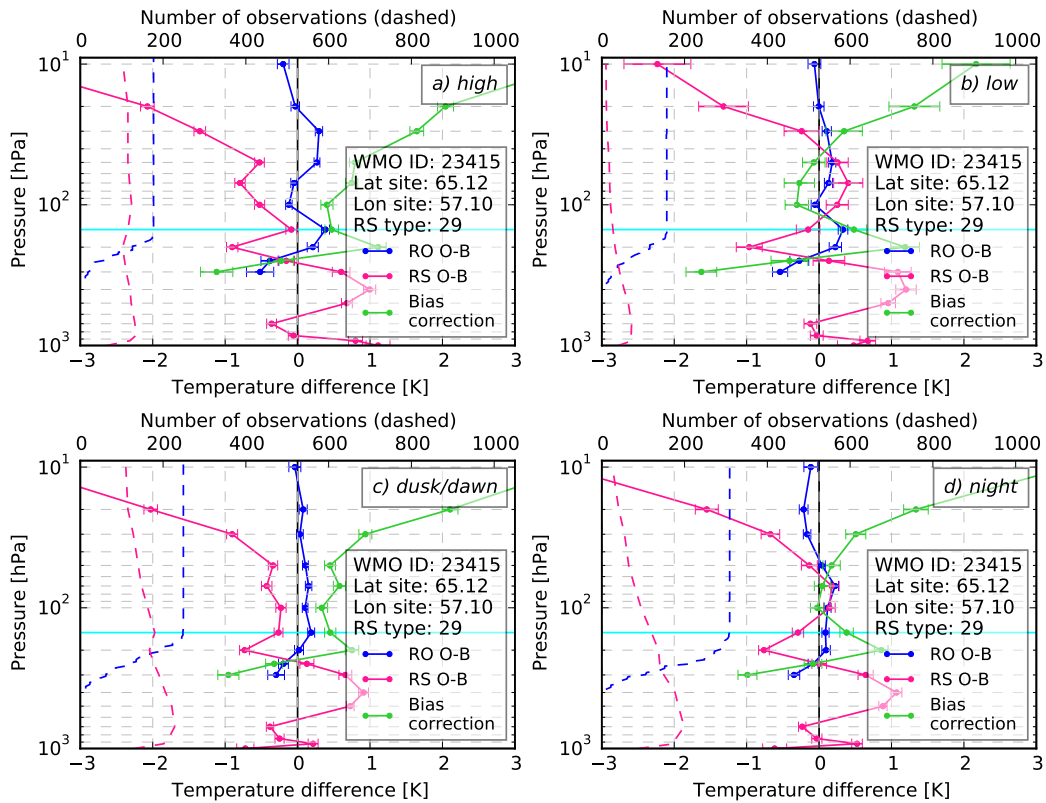 Number of observations (dashed)
0 200 400 600 800 1000
a) high
Pressure [hPa]
10¹
10²
10³
WMO ID: 23415
Lat site: 65.12
Lon site: 57.10
RS type: 29
RO O-B
RS O-B
Bias
correction
−3 −2 −1 0 1 2 3
Temperature difference [K]
Number of observations (dashed)
0 200 400 600 800 1000
b) low
Pressure [hPa]
10¹
10²
10³
WMO ID: 23415
Lat site: 65.12
Lon site: 57.10
RS type: 29
RO O-B
RS O-B
Bias
correction
−3 −2 −1 0 1 2 3
Temperature difference [K]
Number of observations (dashed)
0 200 400 600 800 1000
c) dusk/dawn
Pressure [hPa]
10¹
10²
10³
WMO ID: 23415
Lat site: 65.12
Lon site: 57.10
RS type: 29
RO O-B
RS O-B
Bias
correction
−3 −2 −1 0 1 2 3
Temperature difference [K]
Number of observations (dashed)
0 200 400 600 800 1000
d) night
Pressure [hPa]
10¹
10²
10³
WMO ID: 23415
Lat site: 65.12
Lon site: 57.10
RS type: 29
RO O-B
RS O-B
Bias
correction
−3 −2 −1 0 1 2 3
Temperature difference [K]